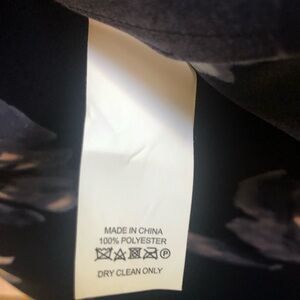 MADE IN CHINA
100% POLYESTER
DRY CLEAN ONLY